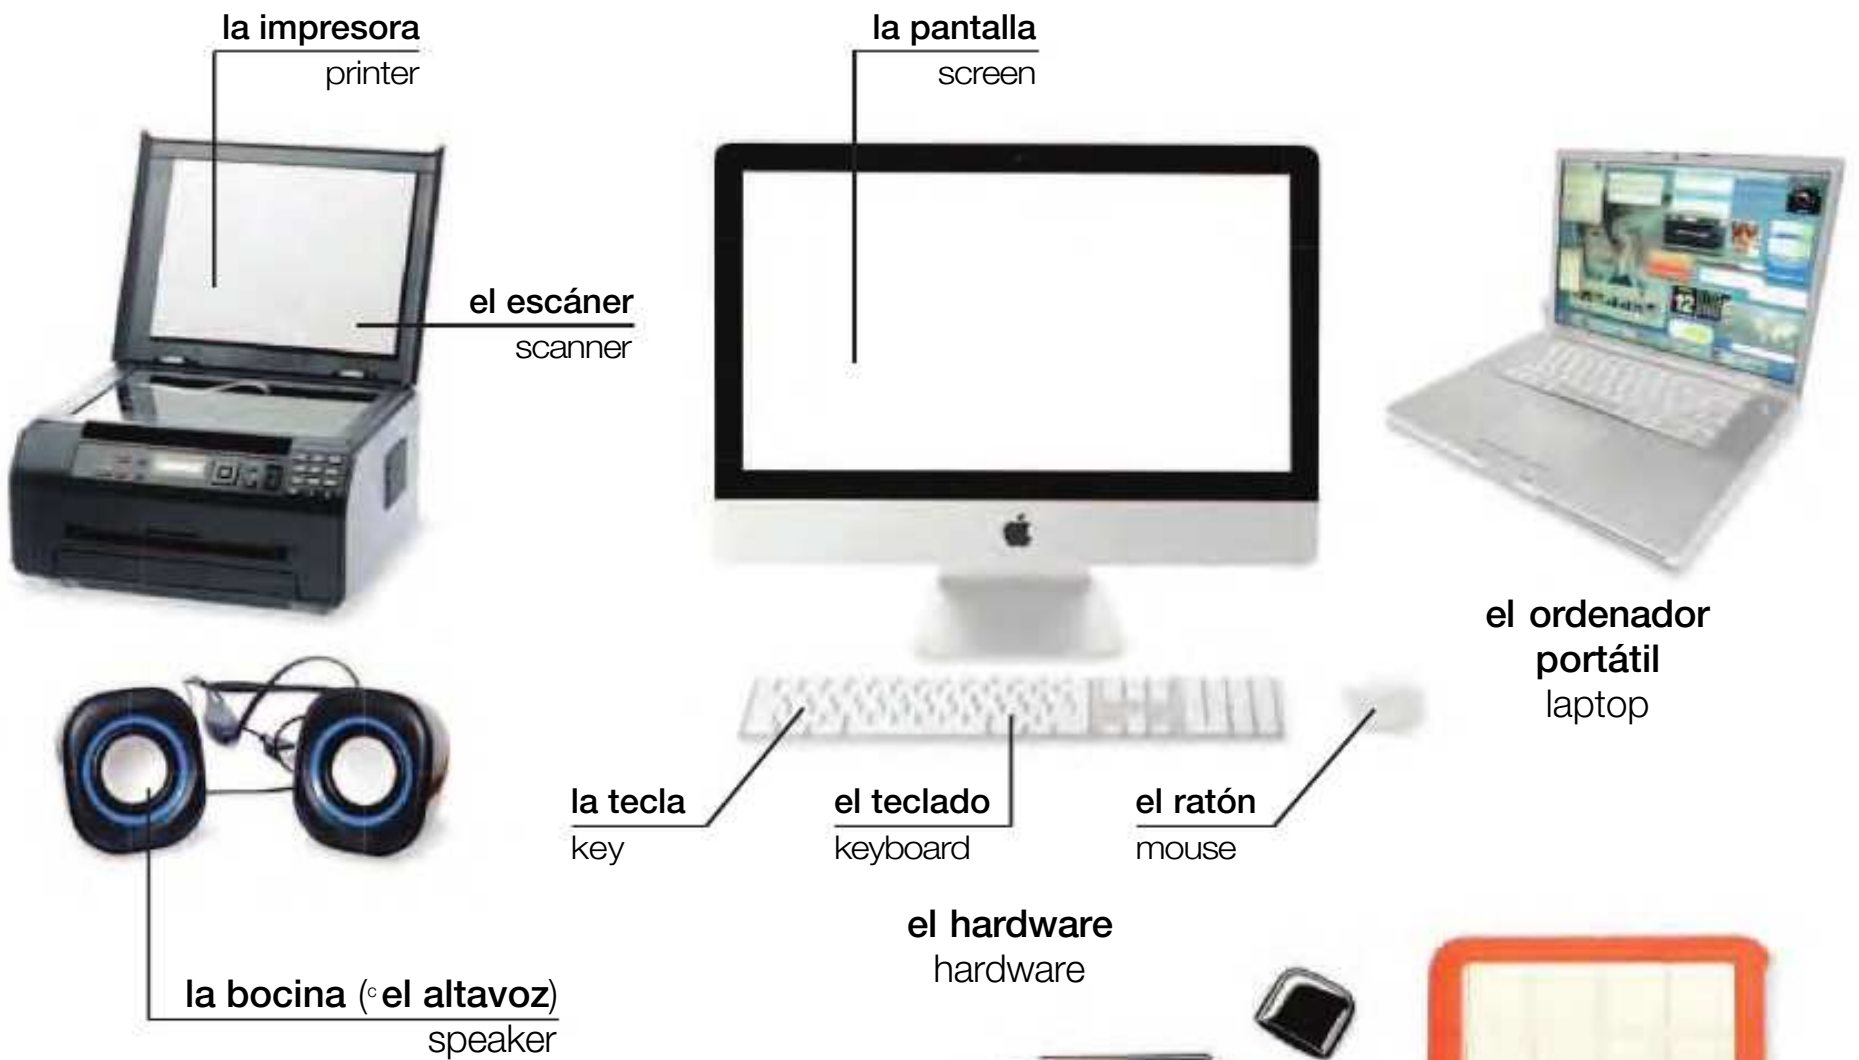 la impresora
printer
la pantalla
screen
el escáner
scanner
el ordenador
portátil
laptop
la tecla
key
el teclado
keyboard
el ratón
mouse
el hardware
hardware
la bocina (c el altavoz)
speaker